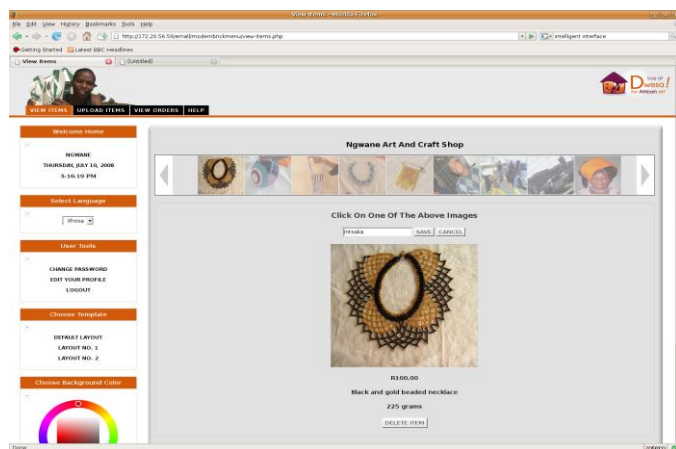 View Items - Mozilla Firefox
File Edit View History Bookmarks Tools Help
http://172.20.56.56/email/modernbrickmenu/view-items.php
intelligent interface
Getting Started Latest BBC Headlines
View Items (Untitled)
Dwesa!
for African art
VIEW ITEMS UPLOAD ITEMS VIEW ORDERS HELP
Welcome Home
NGWANE
THURSDAY, JULY 10, 2008
5:16:19 PM
Select Language
Xhosa
User Tools
CHANGE PASSWORD
EDIT YOUR PROFILE
LOGOUT
Choose Template
DEFAULT LAYOUT
LAYOUT NO. 1
LAYOUT NO. 2
Choose Background Color
Ngwane Art And Craft Shop
Click On One Of The Above Images
SAVE CANCEL
R100.00
Black and gold beaded necklace
225 grams
DELETE ITEM
Done